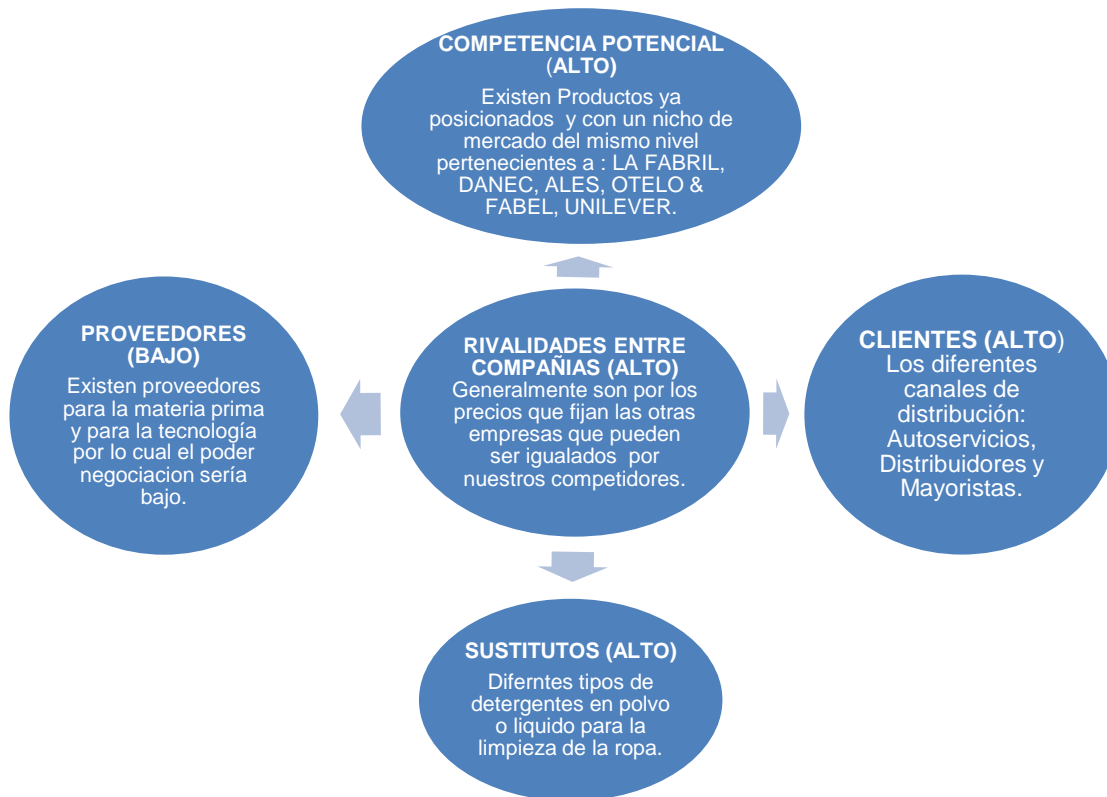 COMPETENCIA POTENCIAL
(ALTO)
Existen Productos ya
posicionados y con un nicho de
mercado del mismo nivel
pertenecientes a : LA FABRIL,
DANEC, ALES, OTELO &
FABEL, UNILEVER.
PROVEEDORES
(BAJO)
Existen proveedores
para la materia prima
y para la tecnología
por lo cual el poder
negociacion sería
bajo.
RIVALIDADES ENTRE
COMPAÑIAS (ALTO)
Generalmente son por los
precios que fijan las otras
empresas que pueden
ser igualados por
nuestros competidores.
CLIENTES (ALTO)
Los diferentes
canales de
distribución:
Autoservicios,
Distribuidores y
Mayoristas.
SUSTITUTOS (ALTO)
Diferntes tipos de
detergentes en polvo
o liquido para la
limpieza de la ropa.